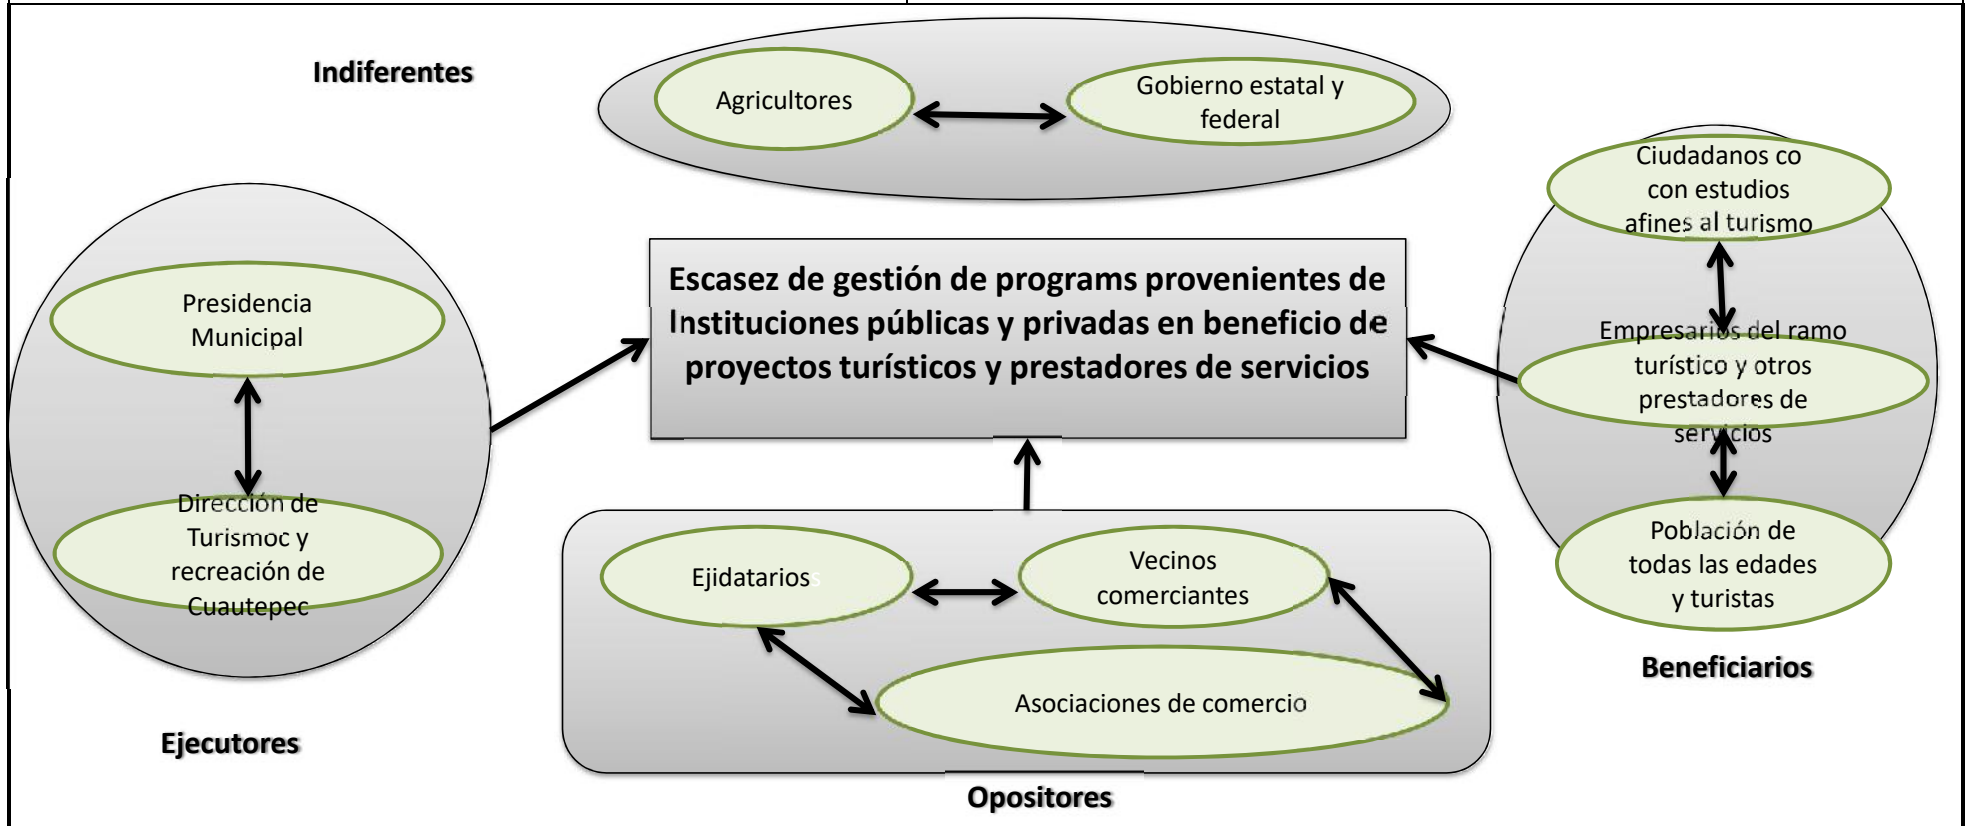 Indiferentes
Agricultores
Gobierno estatal y
federal
Ciudadanos co
con estudios
afines al turismo
Presidencia
Municipal
Escasez de gestión de programs provenientes de
Instituciones públicas y privadas en beneficio de
proyectos turísticos y prestadores de servicios
Empresarios del ramo
turístico y otros
prestadores de
servicios
Dirección de
Turismoc y
recreación de
Cuautepec
Ejidatarios
Vecinos
comerciantes
Población de
todas las edades
y turistas
Asociaciones de comercio
Beneficiarios
Ejecutores
Opositores